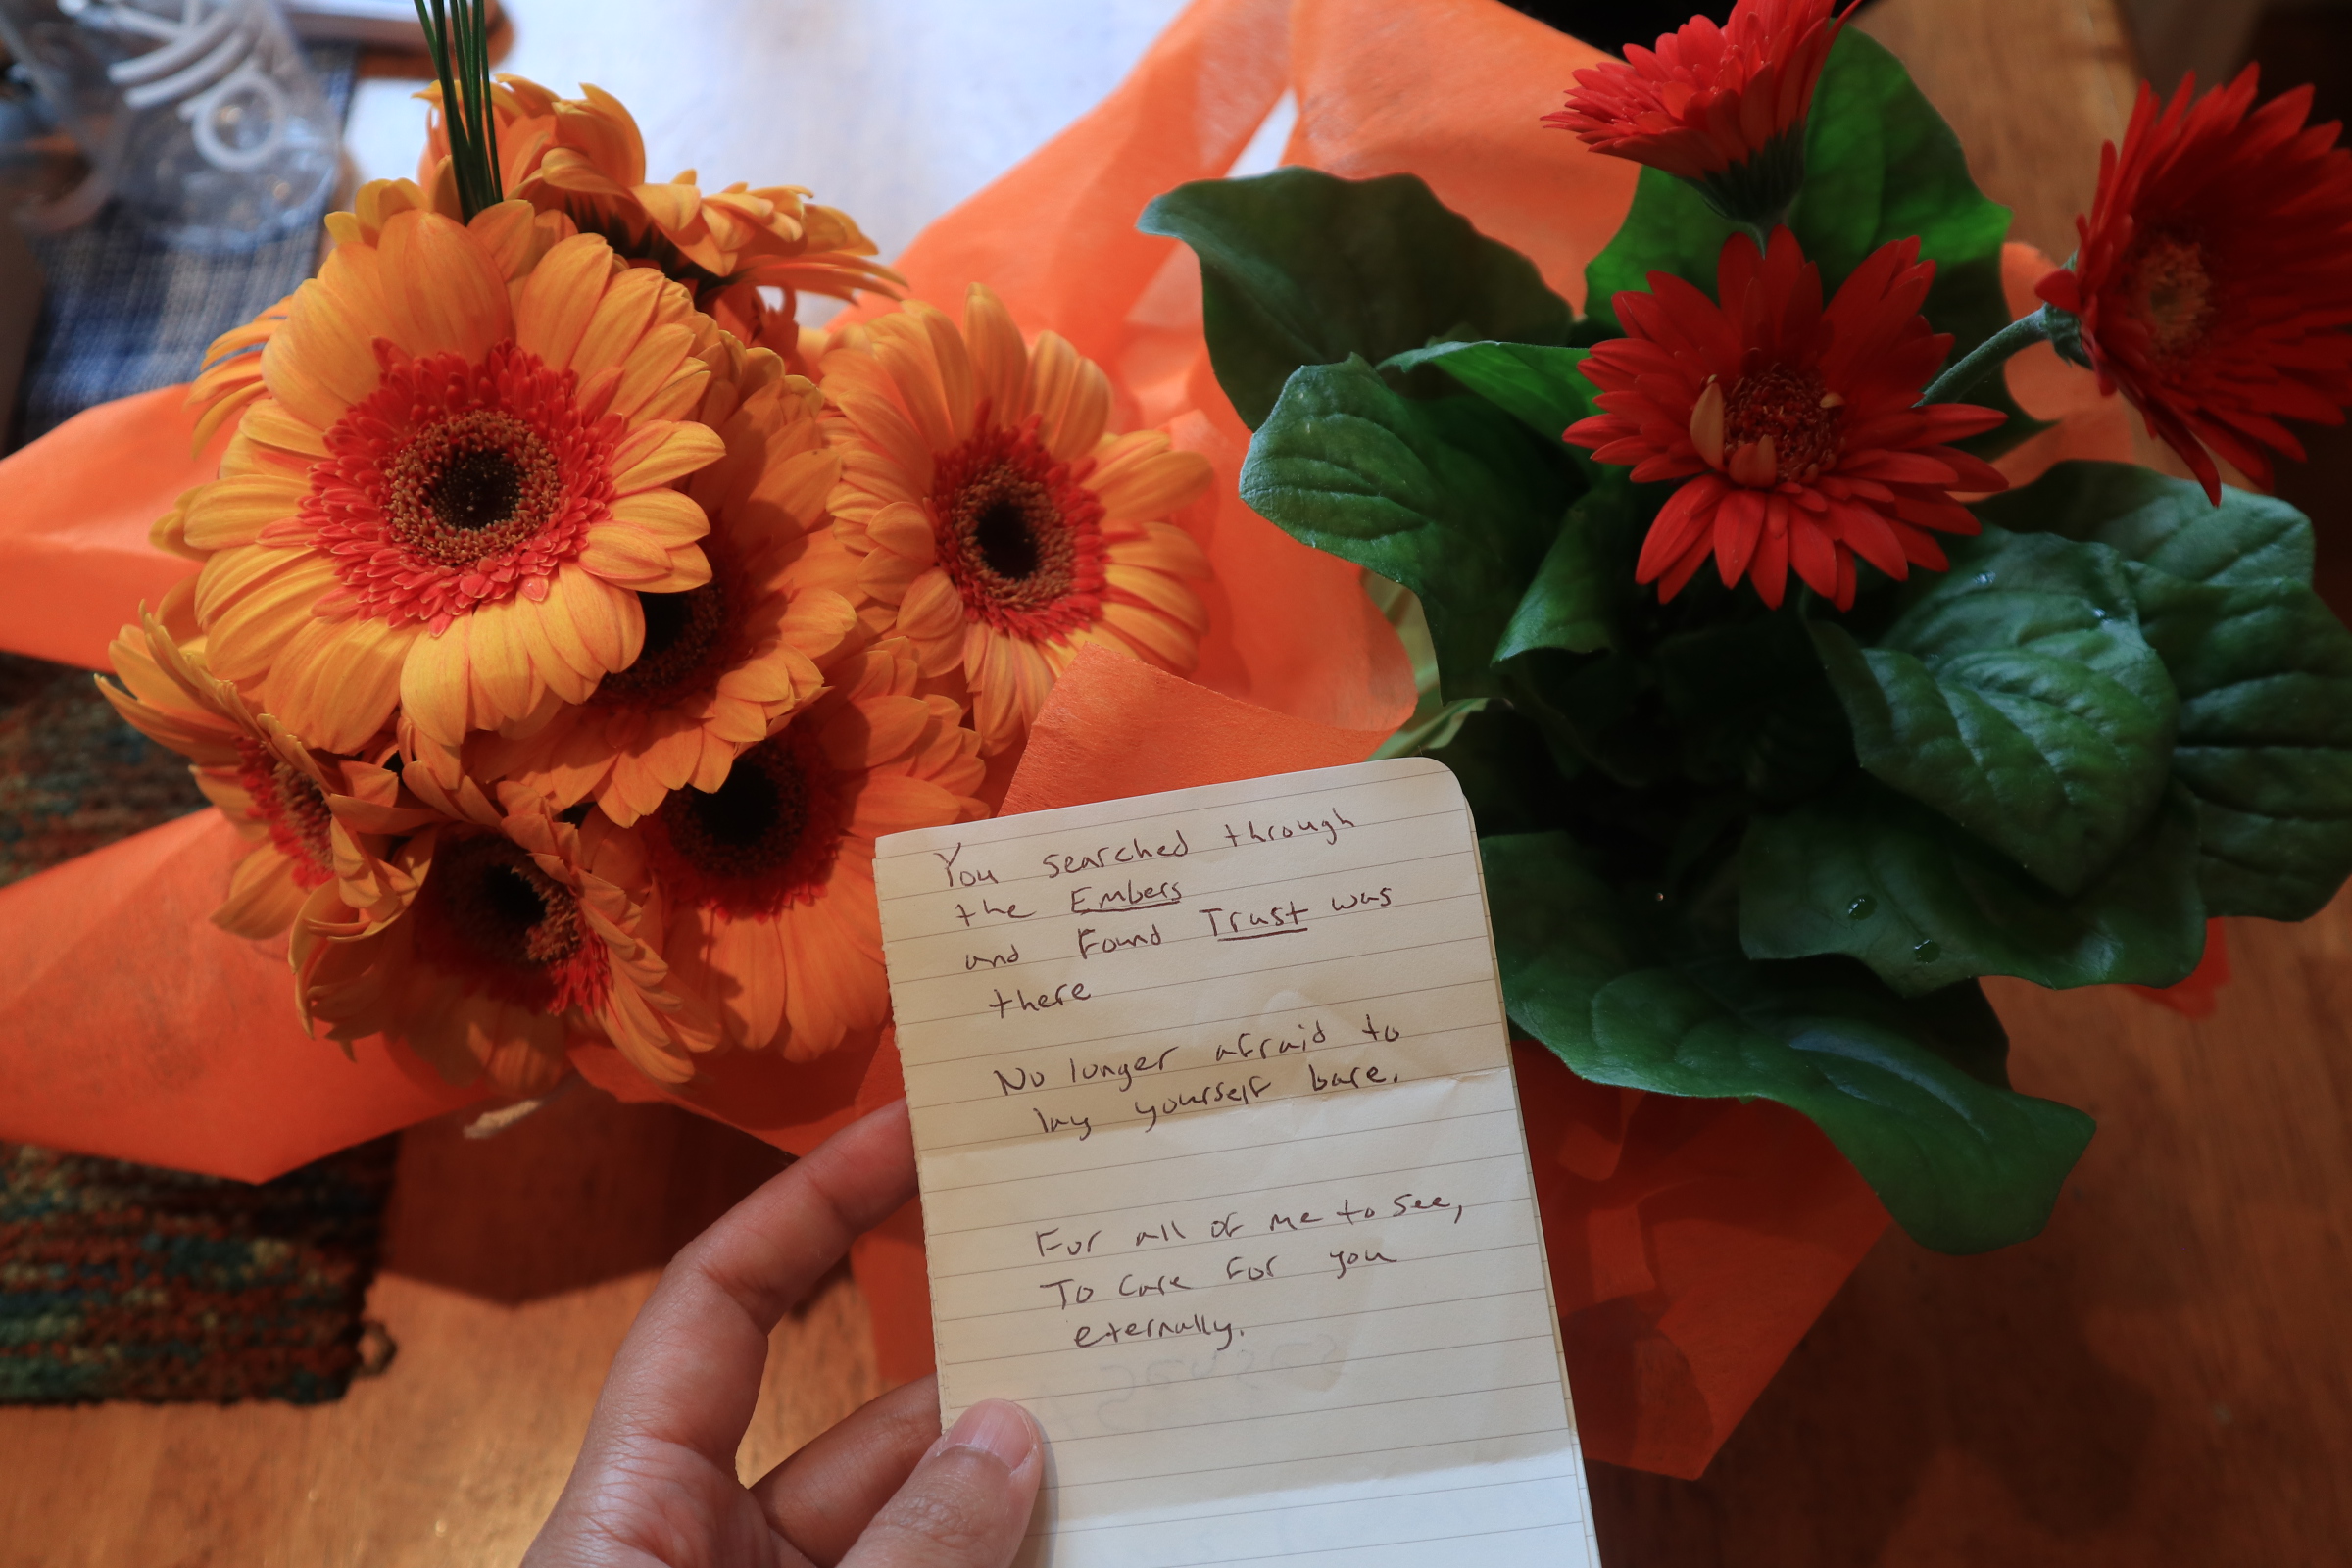 You searched through
the Embers
and Found Trust was
there
No longer afraid to
lay yourself bare.
For all of me to see,
To care for you
eternally.